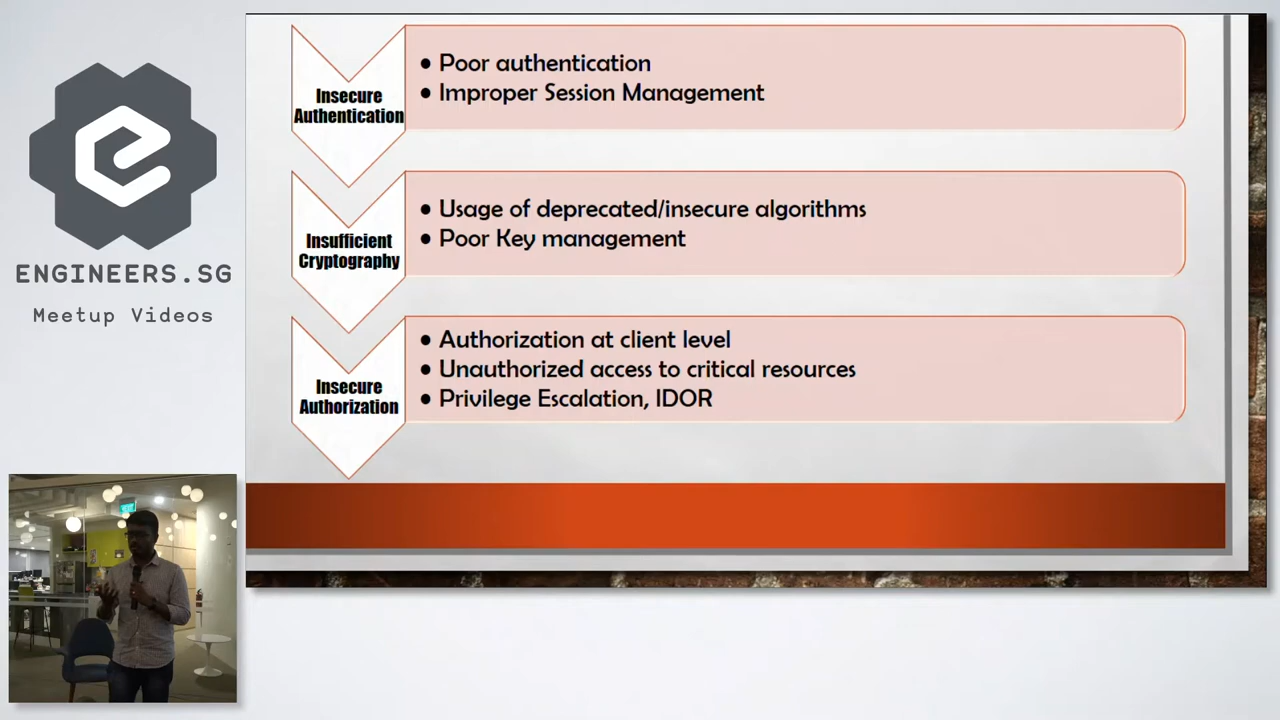 ENGINEERS.SG
Meetup Videos
Insecure
Authentication
• Poor authentication
• Improper Session Management
Insufficient
Cryptography
• Usage of deprecated/insecure algorithms
• Poor Key management
Insecure
Authorization
• Authorization at client level
• Unauthorized access to critical resources
• Privilege Escalation, IDOR